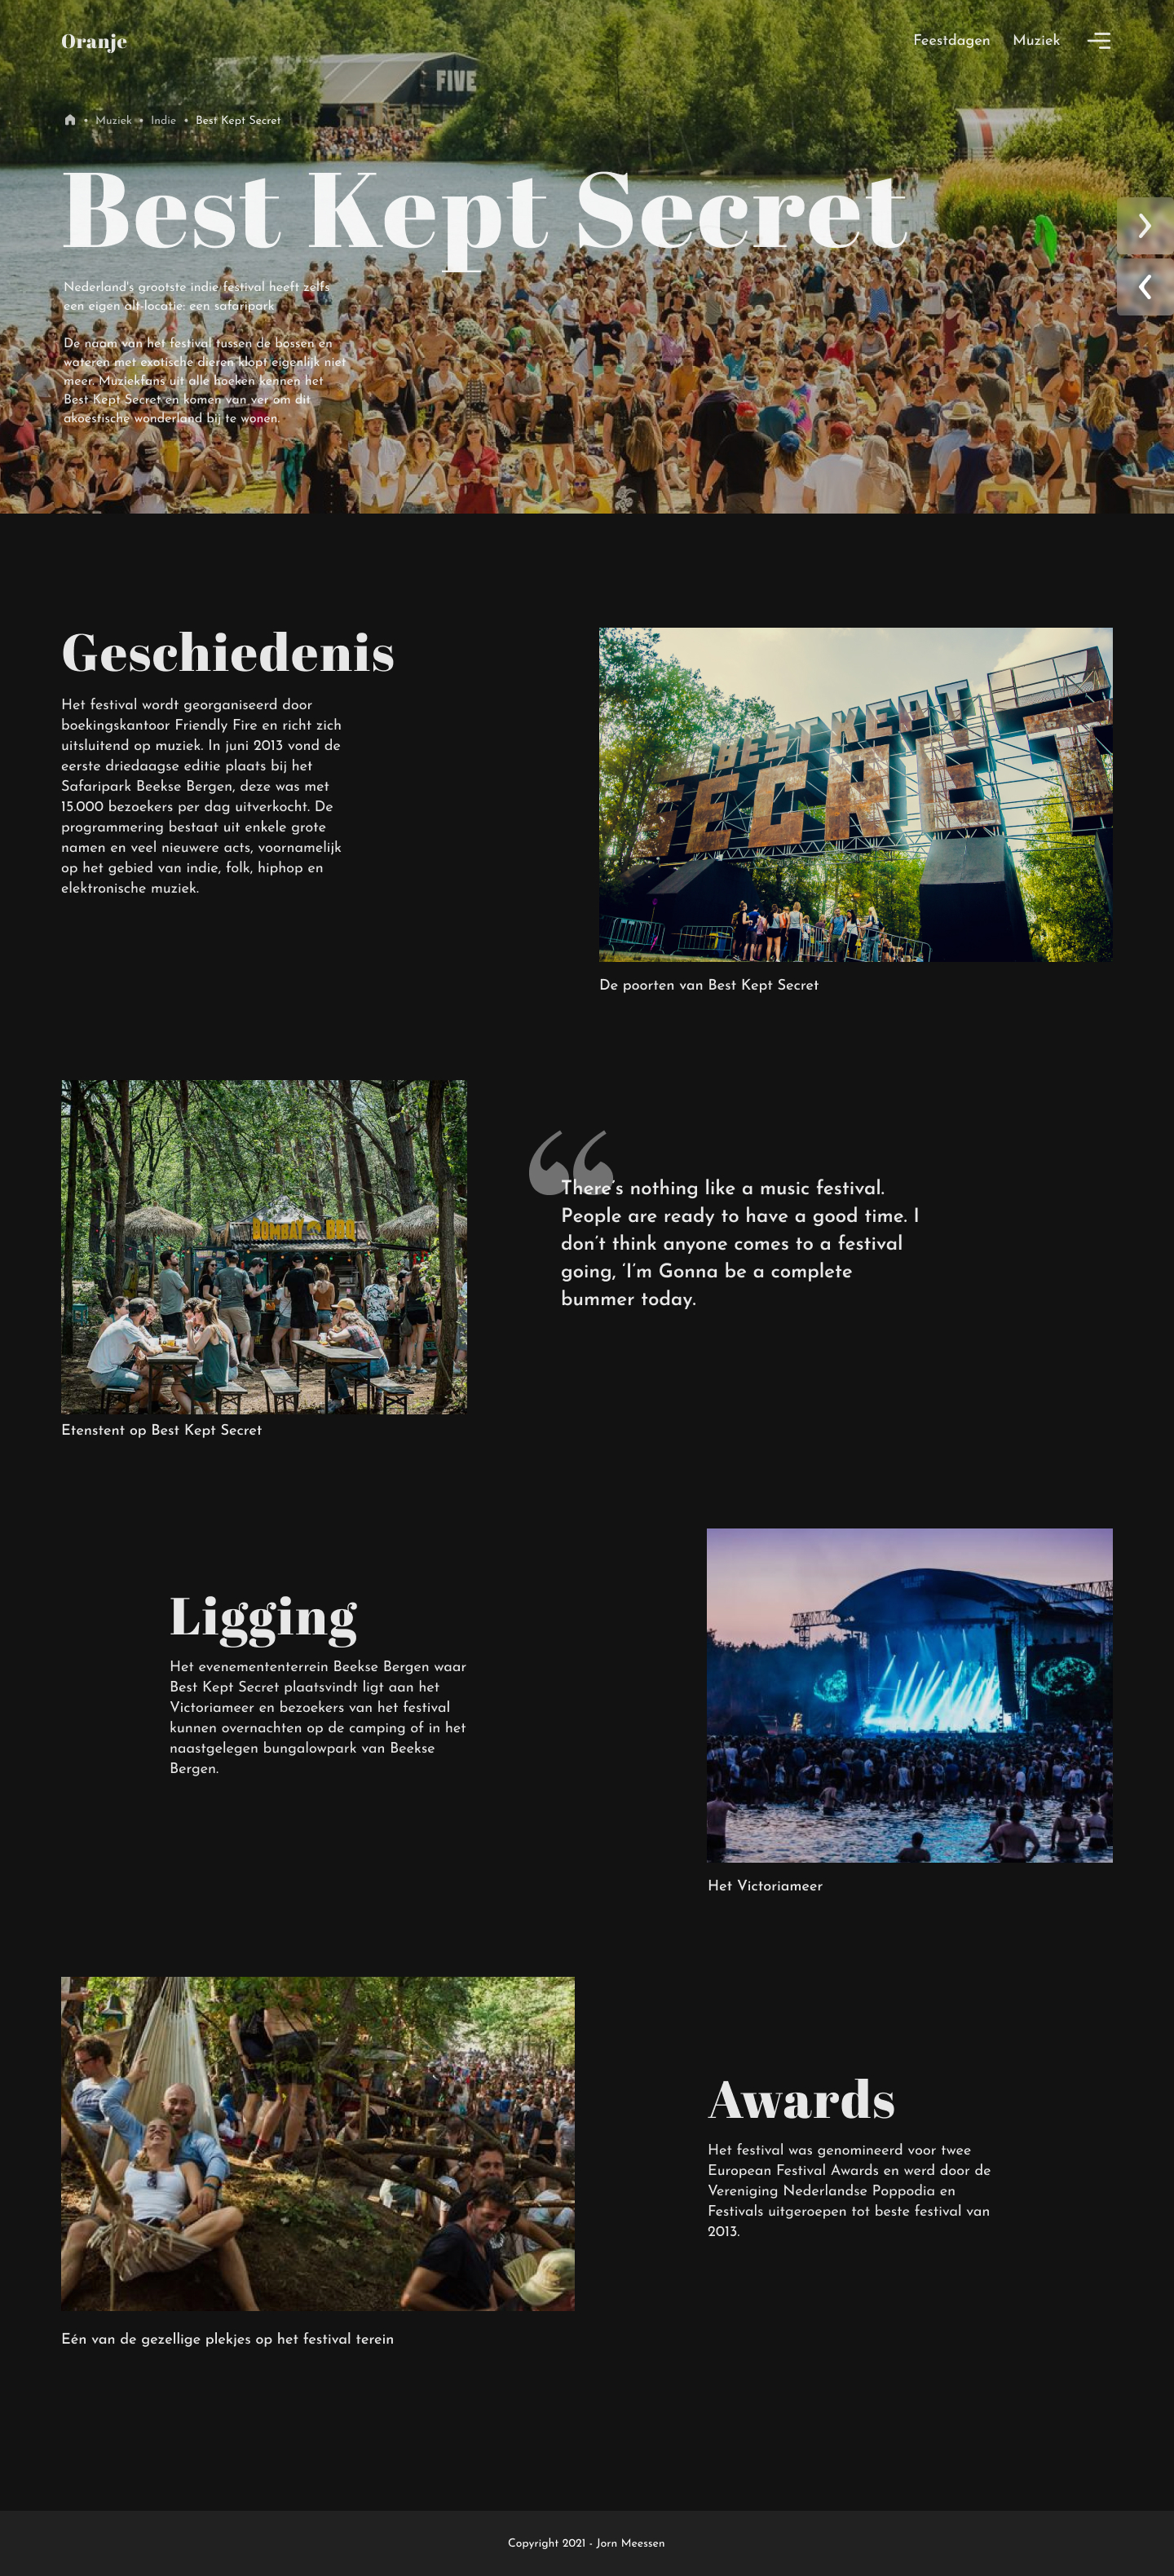 Oranje
Feestdagen
Muziek
FIVE
Muziek • Indie • Best Kept Secret
Best Kept Secret
Nederland's grootste indie festival heeft zelfs
een eigen alt-locatie: een safaripark
De naam van het festival tussen de bossen en
wateren met exotische dieren klopt eigenlijk niet
meer. Muziekfans uit alle hoeken kennen het
Best Kept Secret en komen van ver om dit
akoestische wonderland bij te wonen.
Geschiedenis
Het festival wordt georganiseerd door
boekingskantoor Friendly Fire en richt zich
uitsluitend op muziek. In juni 2013 vond de
eerste driedaagse editie plaats bij het
Safaripark Beekse Bergen, deze was met
15.000 bezoekers per dag uitverkocht. De
programmering bestaat uit enkele grote
namen en veel nieuwere acts, voornamelijk
op het gebied van indie, folk, hiphop en
elektronische muziek.
BEST KEPT
SECRET
De poorten van Best Kept Secret
BOMBAY BBQ
Etenstent op Best Kept Secret
“
There’s nothing like a music festival.
People are ready to have a good time. I
don’t think anyone comes to a festival
going, ‘I’m Gonna be a complete
bummer today.
Ligging
Het evenemententerrein Beekse Bergen waar
Best Kept Secret plaatsvindt ligt aan het
Victoriameer en bezoekers van het festival
kunnen overnachten op de camping of in het
naastgelegen bungalowpark van Beekse
Bergen.
Het Victoriameer
Awards
Het festival was genomineerd voor twee
European Festival Awards en werd door de
Vereniging Nederlandse Poppodia en
Festivals uitgeroepen tot beste festival van
2013.
Eén van de gezellige plekjes op het festival terein
Copyright 2021 - Jorn Meessen